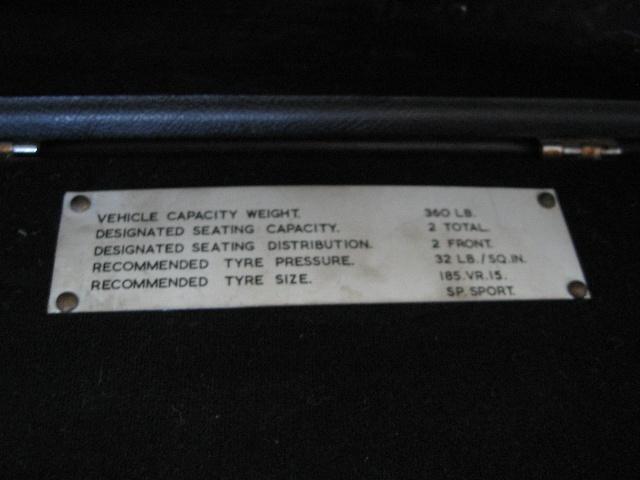 VEHICLE CAPACITY WEIGHT. 360 LB.
DESIGNATED SEATING CAPACITY. 2 TOTAL.
DESIGNATED SEATING DISTRIBUTION. 2 FRONT.
RECOMMENDED TYRE PRESSURE. 32 LB./SQ.IN.
RECOMMENDED TYRE SIZE. 185.VR.15.
SP. SPORT.